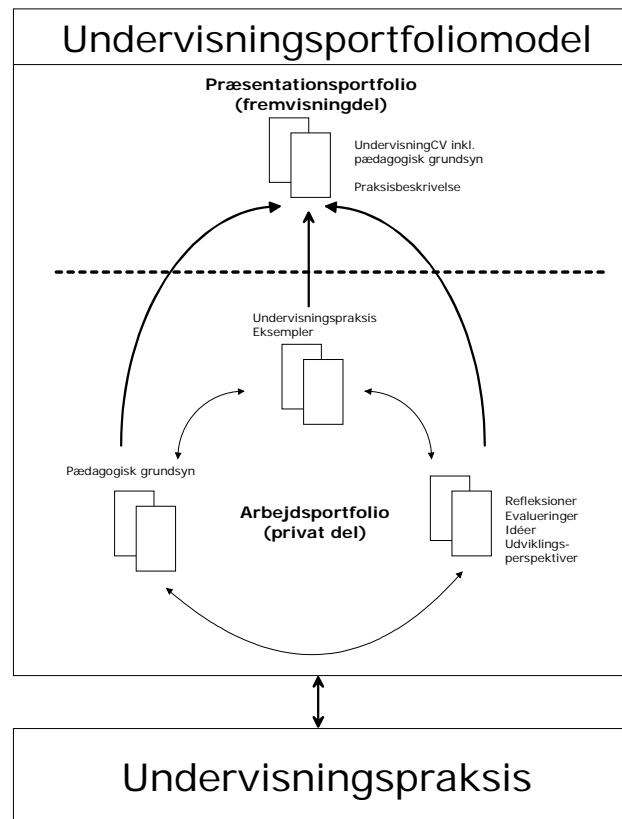 Undervisningsportfoliomodel
Præsentationsportfolio
(fremvisningdel)
UndervisningCV inkl.
pædagogisk grundsyn
Praksisbeskrivelse
Undervisningspraksis
Eksempler
Pædagogisk grundsyn
Arbejdsportfolio
(privat del)
Refleksioner
Evalueringer
Idéer
Udviklings-
perspektiver
Undervisningspraksis